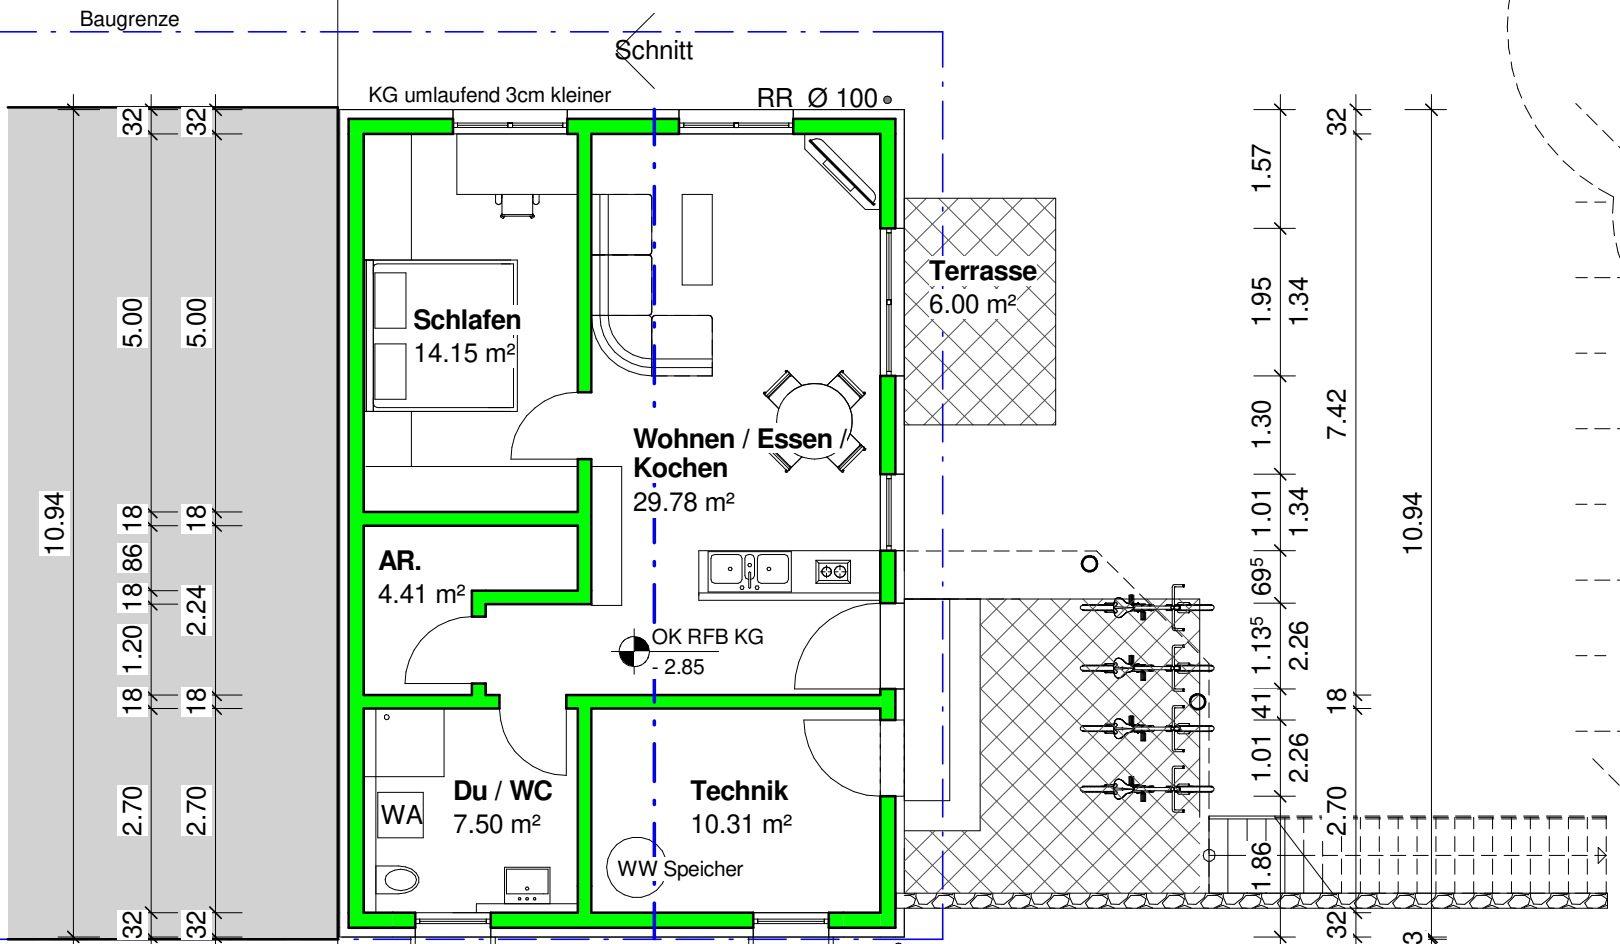 Baugrenze
Schnitt
KG umlaufend 3cm kleiner
RR Ø 100
32
32
5.00
5.00
10.94
18
18
86
18
18
2.24
1.20
18
18
2.70
2.70
32
32
Schlafen
14.15 m²
Terrasse
6.00 m²
Wohnen / Essen /
Kochen
29.78 m²
AR.
4.41 m²
OK RFB KG
- 2.85
Du / WC
7.50 m²
WA
Technik
10.31 m²
WW Speicher
1.57
1.95
1.34
1.30
1.01
1.34
69⁵
1.13⁵
2.26
41
1.01
2.26
1.86
32
7.42
18
2.70
32
10.94
3